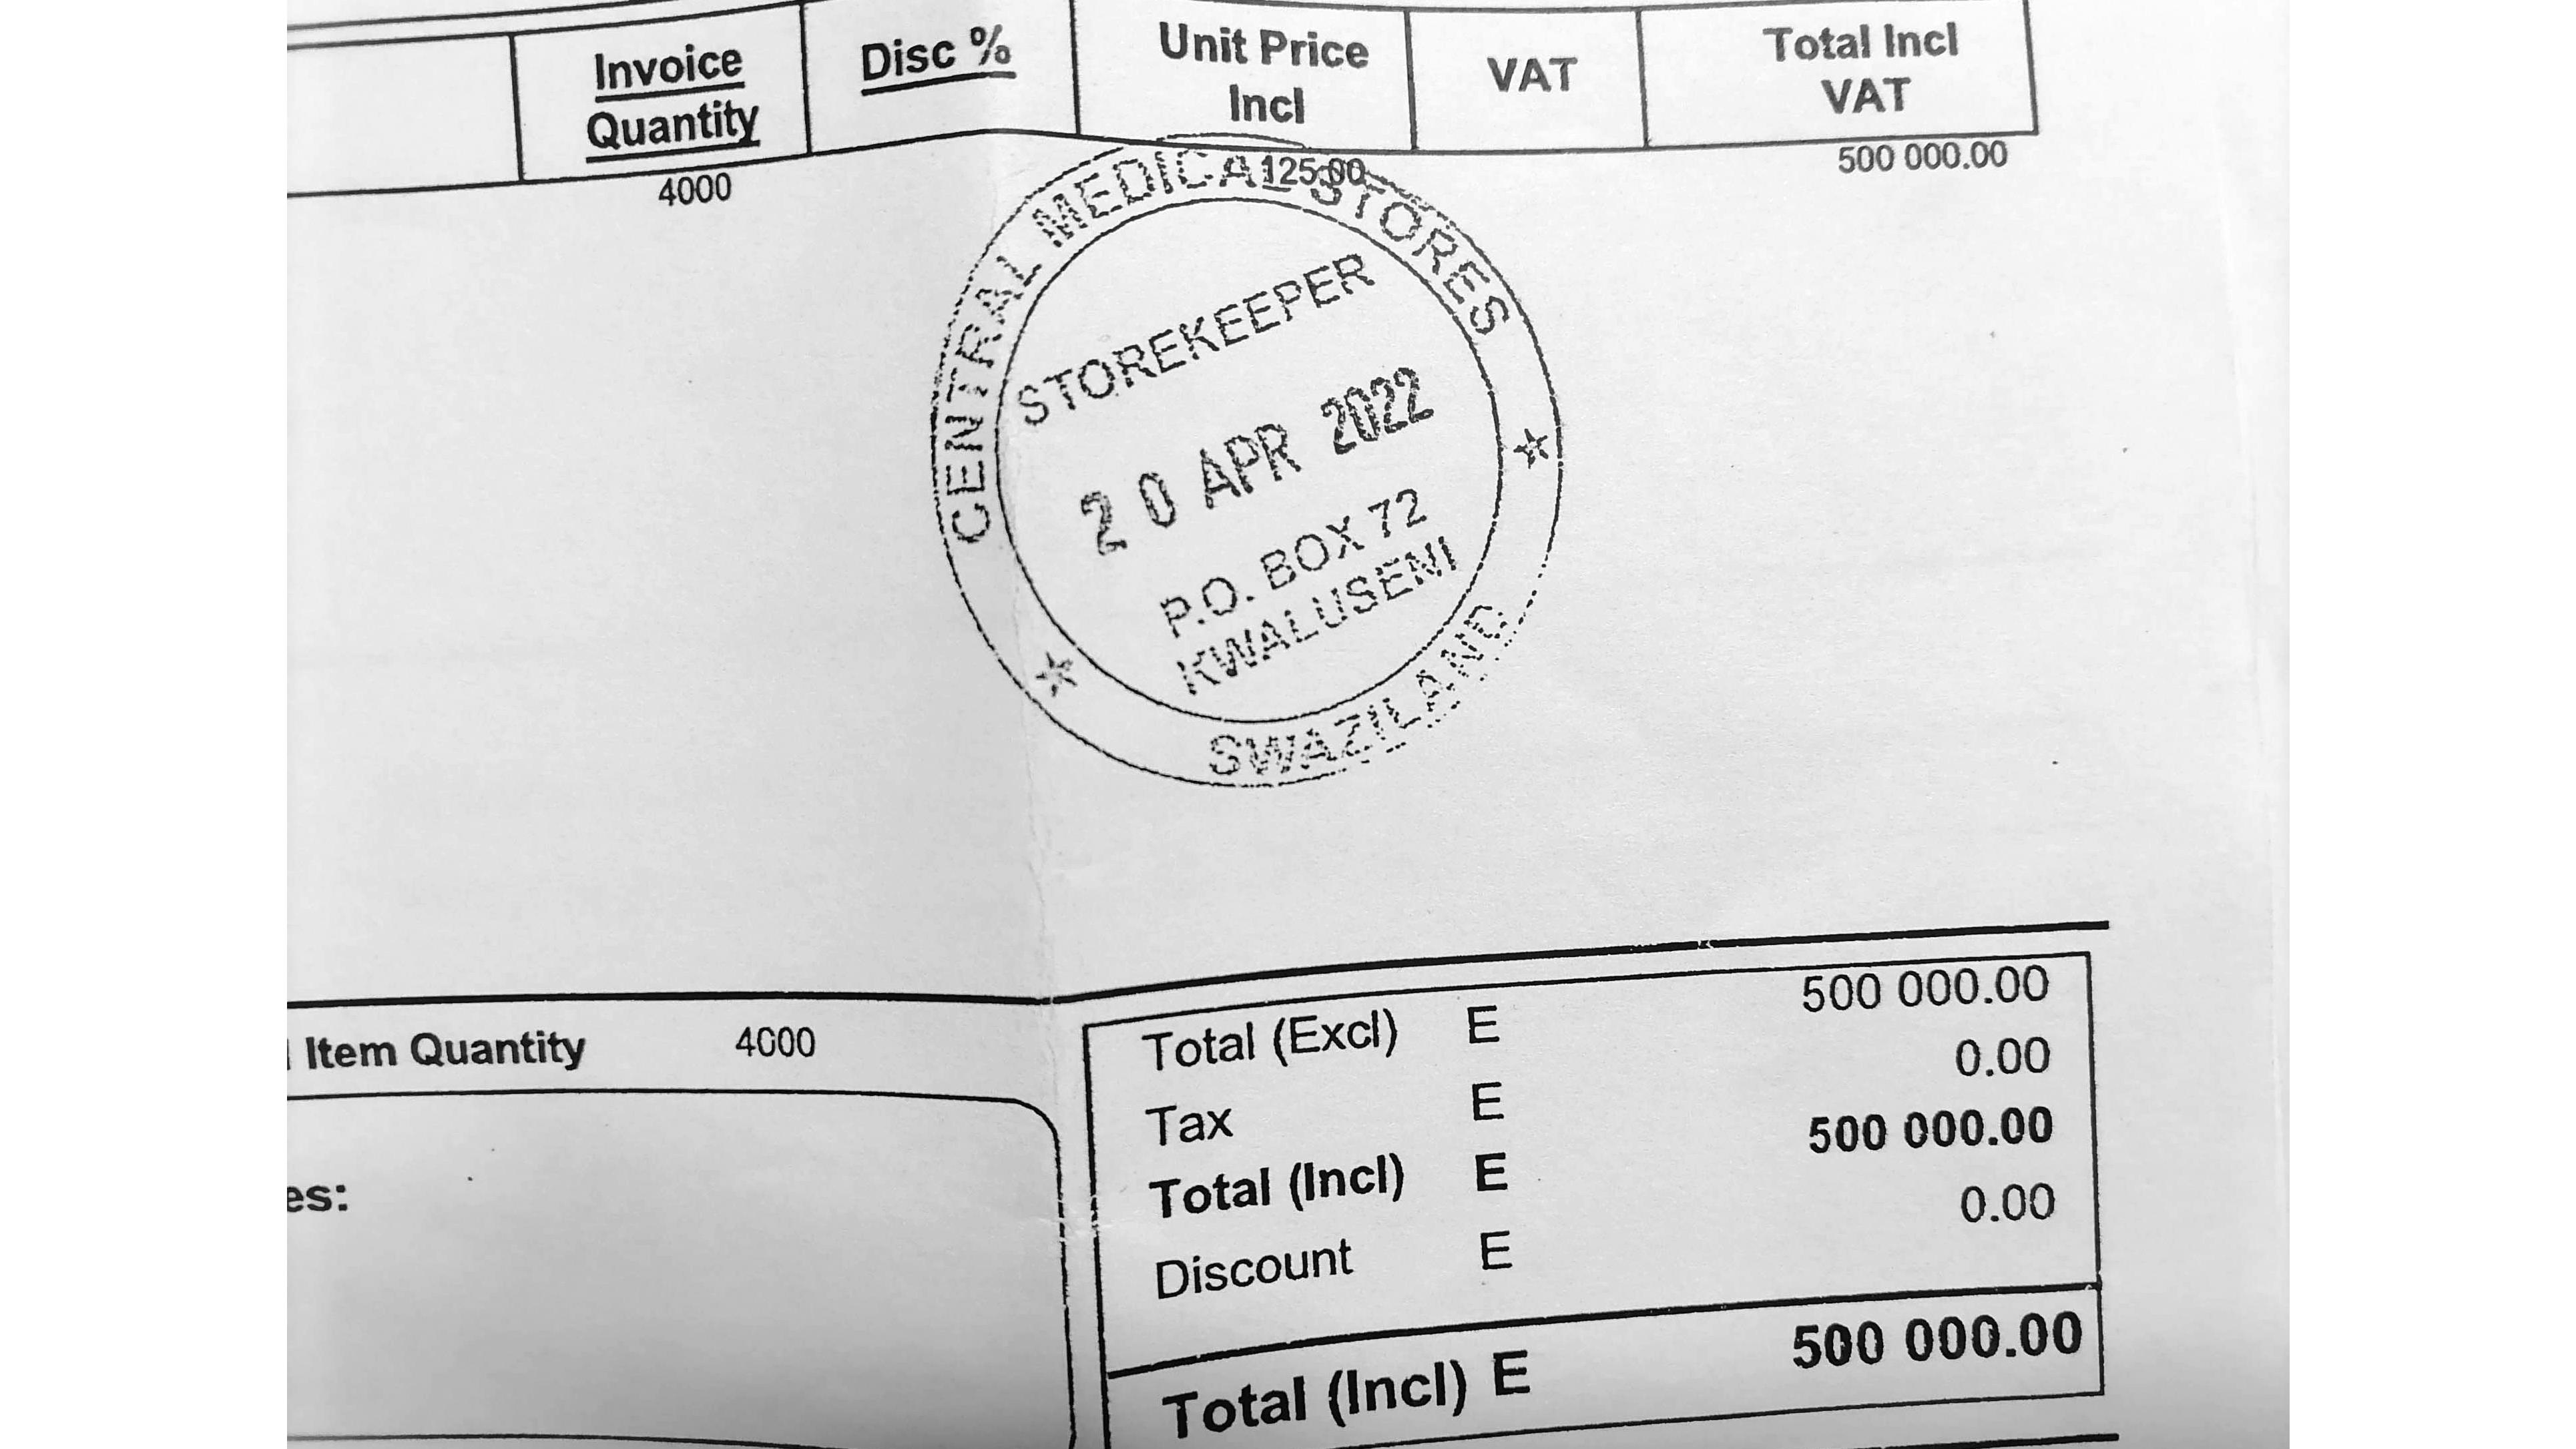 Invoice Quantity Disc % Unit Price Incl VAT Total Incl VAT
4000 125.00 500 000.00
CENTRAL MEDICAL STORES
STOREKEEPER
20 APR 2022
P.O. BOX 72
KWALUSENI
SWAZILAND
Item Quantity 4000
es:
Total (Excl) E 500 000.00
Tax E 0.00
Total (Incl) E 500 000.00
Discount E 0.00
Total (Incl) E 500 000.00